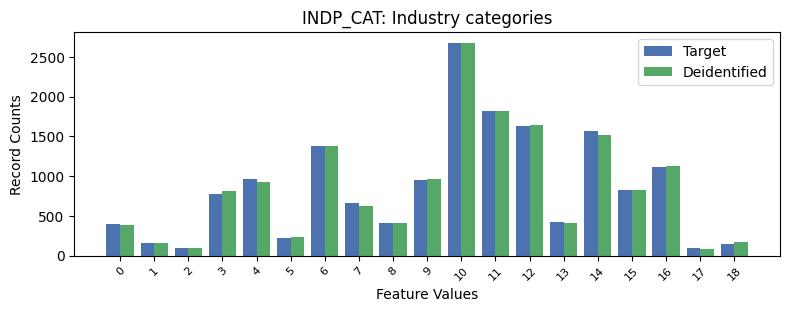 INDP_CAT: Industry categories
Target
Deidentified
Record Counts
2500
2000
1500
1000
500
0
0 1 2 3 4 5 6 7 8 9 10 11 12 13 14 15 16 17 18
Feature Values